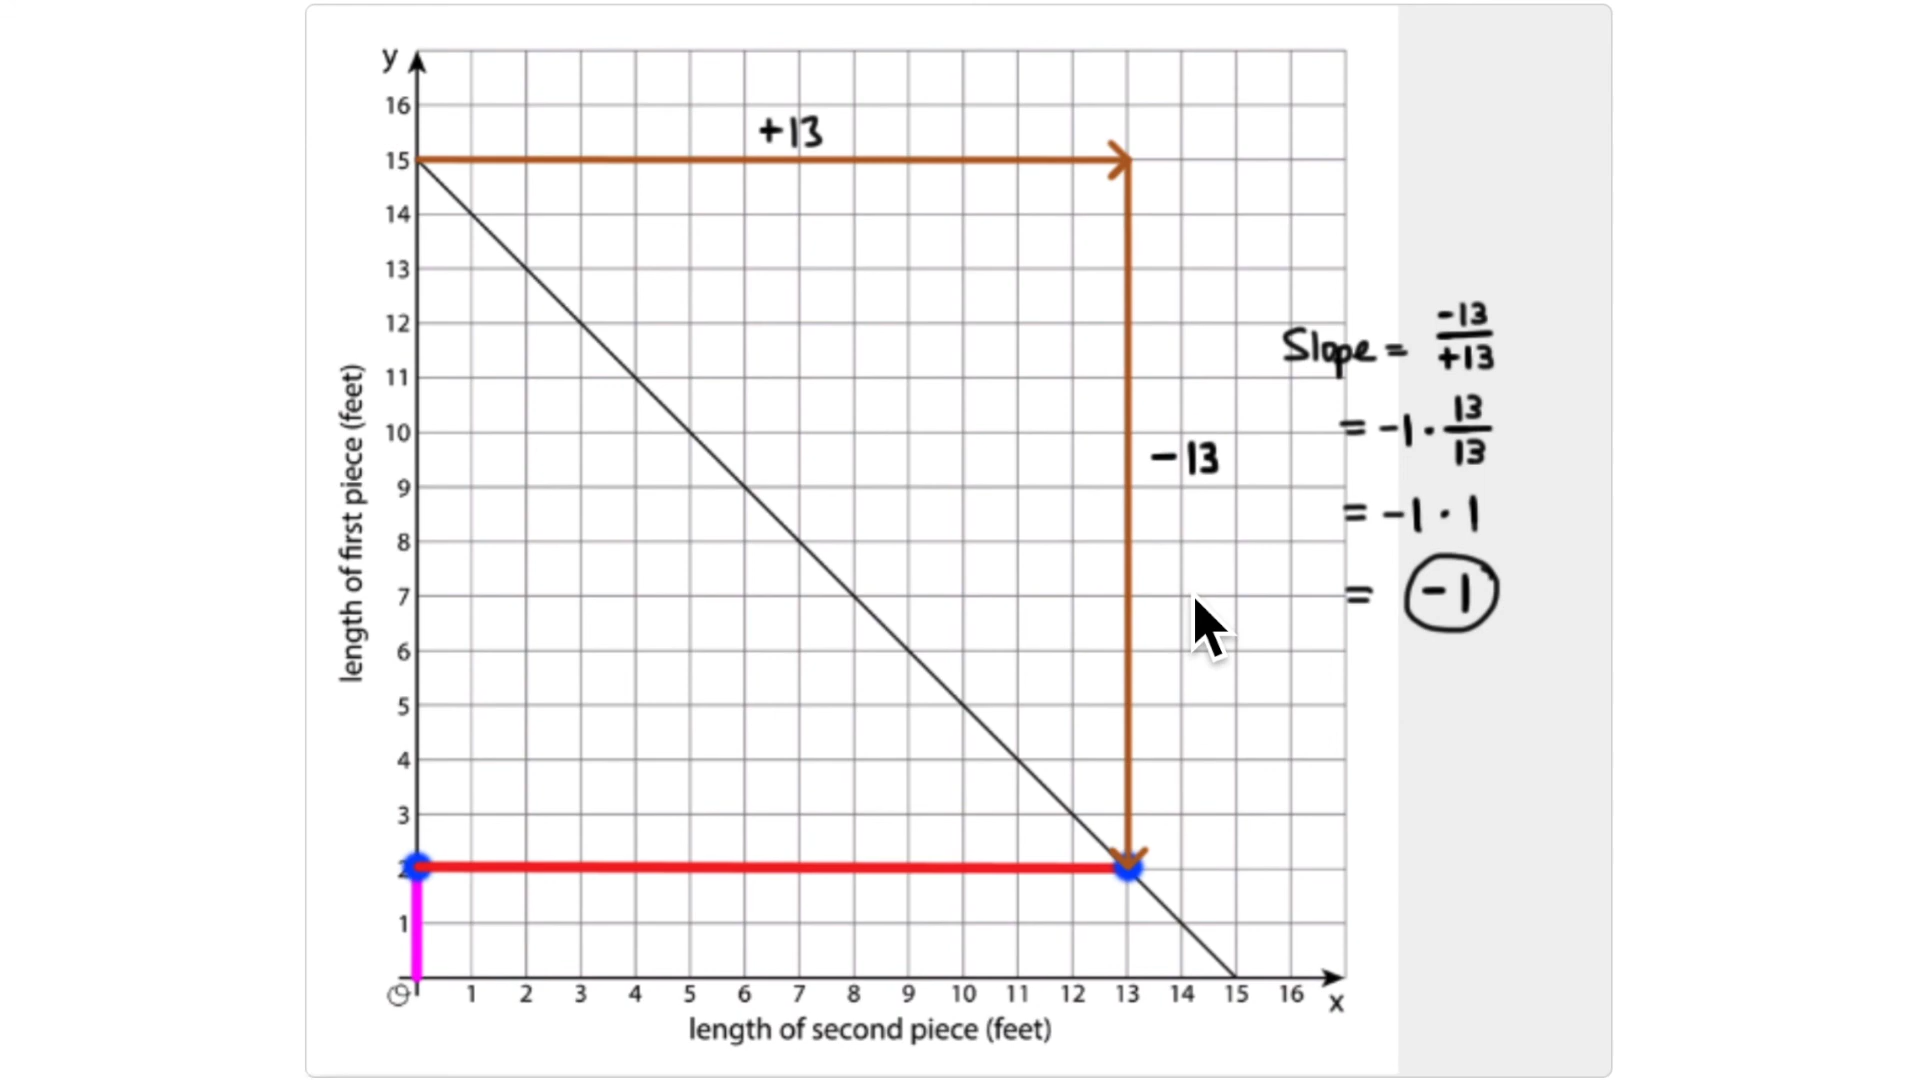 y
16
+13
15
14
13
12
11
10
9
8
7
6
5
4
3
2
1
length of first piece (feet)
-13
Slope = -13/+13
= -1 · 13/13
= -1 · 1
= -1
1 2 3 4 5 6 7 8 9 10 11 12 13 14 15 16
x
length of second piece (feet)